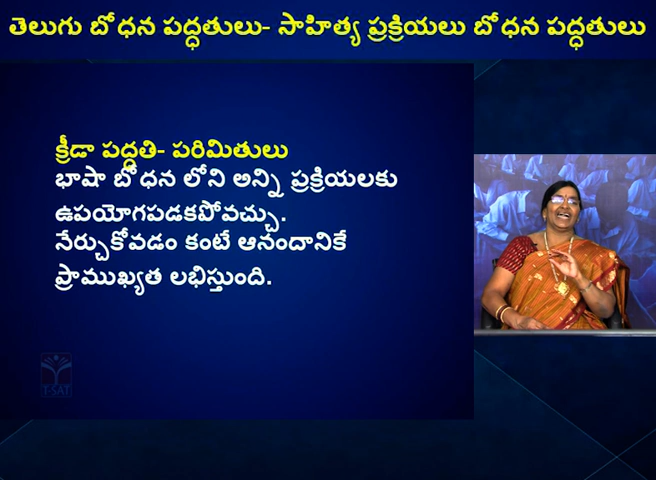 తెలుగు బోధన పద్ధతులు- సాహిత్య ప్రక్రియలు బోధన పద్ధతులు
క్రీడా పద్ధతి- పరిమితులు
భాషా బోధన లోని అన్ని ప్రక్రియలకు
ఉపయోగపడకపోవచ్చు.
నేర్చుకోవడం కంటే ఆనందానికే
ప్రాముఖ్యత లభిస్తుంది.
T-SAT